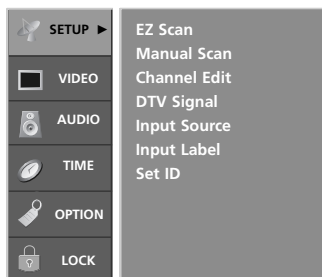 SETUP ►
VIDEO
AUDIO
TIME
OPTION
LOCK
EZ Scan
Manual Scan
Channel Edit
DTV Signal
Input Source
Input Label
Set ID